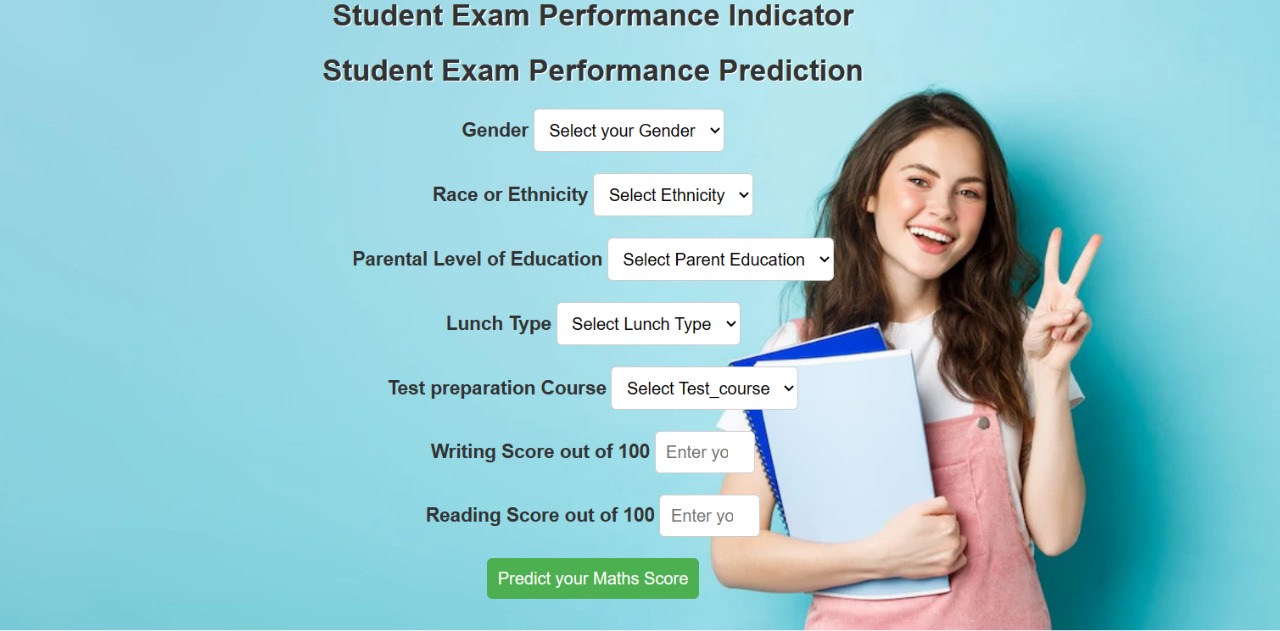 Student Exam Performance Indicator
Student Exam Performance Prediction
Gender Select your Gender
Race or Ethnicity Select Ethnicity
Parental Level of Education Select Parent Education
Lunch Type Select Lunch Type
Test preparation Course Select Test_course
Writing Score out of 100 Enter yo
Reading Score out of 100 Enter yo
Predict your Maths Score